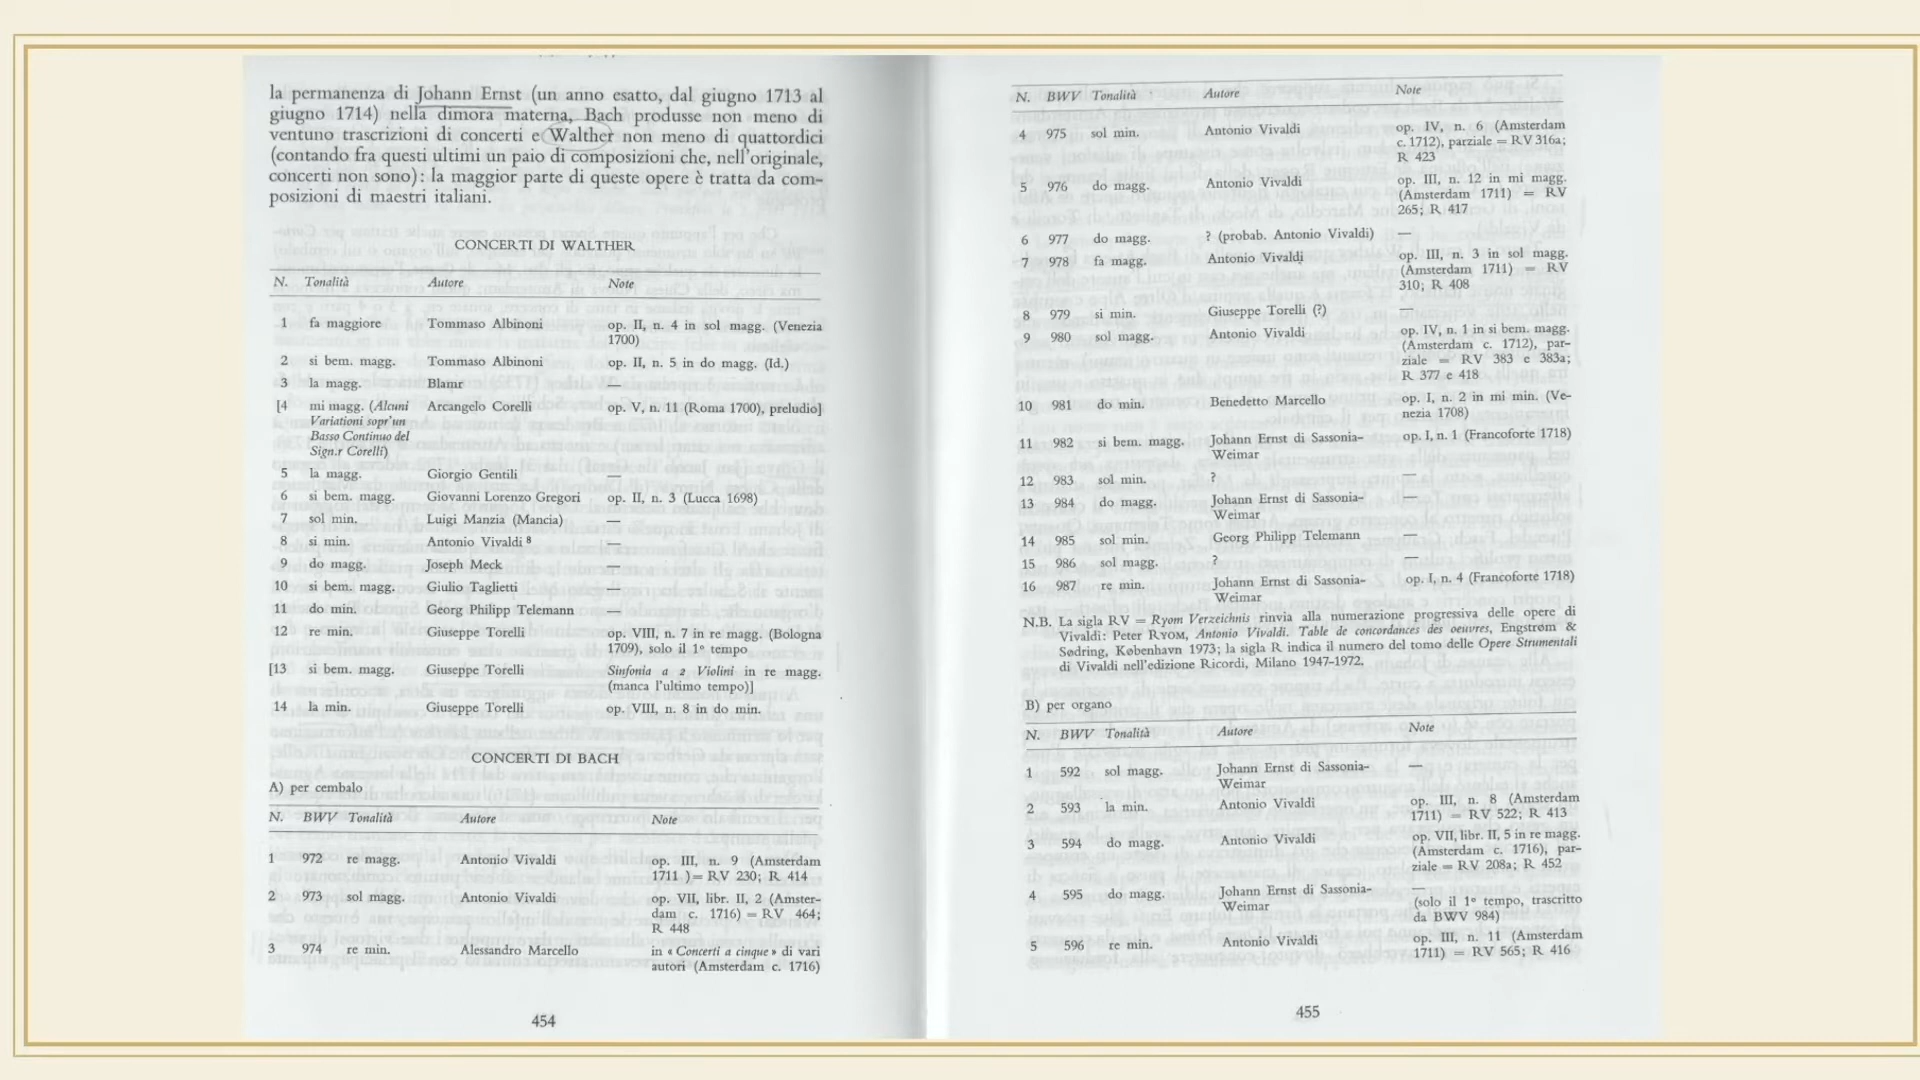 la permanenza di Johann Ernst (un anno esatto, dal giugno 1713 al
giugno 1714) nella dimora materna, Bach produsse non meno di
ventuno trascrizioni di concerti e Walther non meno di quattordici
(contando fra questi ultimi un paio di composizioni che, nell'originale,
concerti non sono): la maggior parte di queste opere è tratta da com-
posizioni di maestri italiani.
CONCERTI DI WALTHER
N. Tonalità Autore Note
1 fa maggiore Tommaso Albinoni op. II, n. 4 in sol magg. (Venezia
1700)
2 si bem. magg. Tommaso Albinoni op. II, n. 5 in do magg. (Id.)
3 la magg. Blamr —
[4 mi magg. (Alcuni Arcangelo Corelli op. V, n. 11 (Roma 1700), preludio]
Variationi sopr'un
Basso Continuo del
Sign.r Corelli)
5 la magg. Giorgio Gentili —
6 si bem. magg. Giovanni Lorenzo Gregori op. II, n. 3 (Lucca 1698)
7 sol min. Luigi Manzia (Mancia) —
8 si min. Antonio Vivaldi 8 —
9 do magg. Joseph Meck —
10 si bem. magg. Giulio Taglietti —
11 do min. Georg Philipp Telemann —
12 re min. Giuseppe Torelli op. VIII, n. 7 in re magg. (Bologna
1709), solo il 1° tempo
[13 si bem. magg. Giuseppe Torelli Sinfonia a 2 Violini in re magg.
(manca l'ultimo tempo)]
14 la min. Giuseppe Torelli op. VIII, n. 8 in do min.
CONCERTI DI BACH
A) per cembalo
N. BWV Tonalità Autore Note
1 972 re magg. Antonio Vivaldi op. III, n. 9 (Amsterdam
1711 ) = RV 230; R 414
2 973 sol magg. Antonio Vivaldi op. VII, libr. II, 2 (Amster-
dam c. 1716) = RV 464;
R 448
3 974 re min. Alessandro Marcello in « Concerti a cinque » di vari
autori (Amsterdam c. 1716)
454
N. BWV Tonalità Autore Note
4 975 sol min. Antonio Vivaldi op. IV, n. 6 (Amsterdam
c. 1712), parziale = RV 316a;
R 423
5 976 do magg. Antonio Vivaldi op. III, n. 12 in mi magg.
(Amsterdam 1711) = RV
265; R 417
6 977 do magg. ? (probab. Antonio Vivaldi) —
7 978 fa magg. Antonio Vivaldi op. III, n. 3 in sol magg.
(Amsterdam 1711) = RV
310; R 408
8 979 si min. Giuseppe Torelli (?) —
9 980 sol magg. Antonio Vivaldi op. IV, n. 1 in si bem. magg.
(Amsterdam c. 1712), par-
ziale = RV 383 e 383a;
R 377 e 418
10 981 do min. Benedetto Marcello op. I, n. 2 in mi min. (Ve-
nezia 1708)
11 982 si bem. magg. Johann Ernst di Sassonia- op. I, n. 1 (Francoforte 1718)
Weimar
12 983 sol min. ? —
13 984 do magg. Johann Ernst di Sassonia- —
Weimar
14 985 sol min. Georg Philipp Telemann —
15 986 sol magg. ? —
16 987 re min. Johann Ernst di Sassonia- op. I, n. 4 (Francoforte 1718)
Weimar
N.B. La sigla RV = Ryom Verzeichnis rinvia alla numerazione progressiva delle opere di
Vivaldi: Peter RYOM, Antonio Vivaldi. Table de concordances des oeuvres, Engstrøm &
Sødring, København 1973; la sigla R indica il numero del tomo delle Opere Strumentali
di Vivaldi nell'edizione Ricordi, Milano 1947-1972.
B) per organo
N. BWV Tonalità Autore Note
1 592 sol magg. Johann Ernst di Sassonia- —
Weimar
2 593 la min. Antonio Vivaldi op. III, n. 8 (Amsterdam
1711) = RV 522; R 413
3 594 do magg. Antonio Vivaldi op. VII, libr. II, 5 in re magg.
(Amsterdam c. 1716), par-
ziale = RV 208a; R 452
4 595 do magg. Johann Ernst di Sassonia- —
Weimar (solo il 1° tempo, trascritto
da BWV 984)
5 596 re min. Antonio Vivaldi op. III, n. 11 (Amsterdam
1711) = RV 565; R 416
455